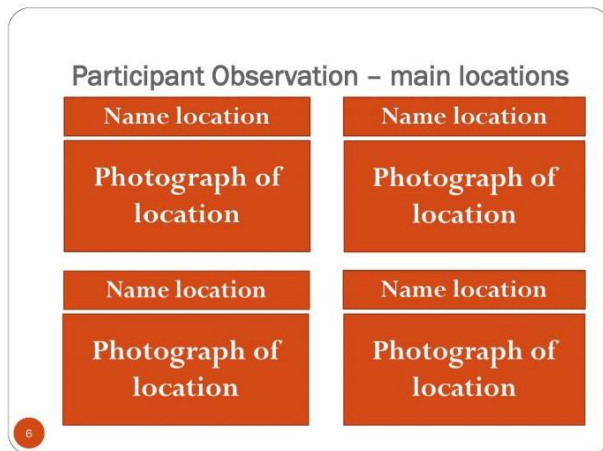 Participant Observation – main locations
Name location
Photograph of
location
Name location
Photograph of
location
Name location
Photograph of
location
Name location
Photograph of
location
6